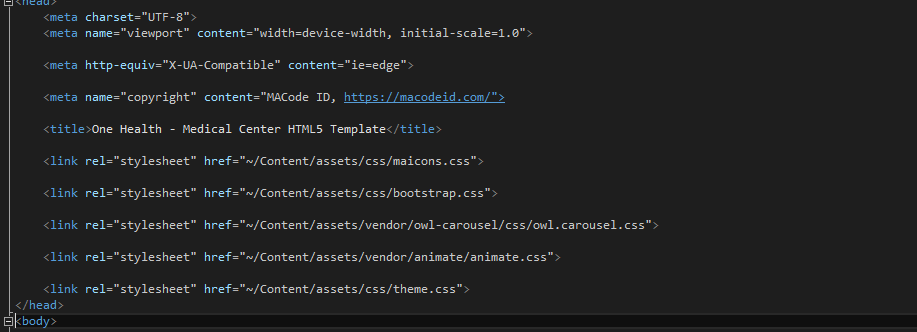 <head>
<meta charset="UTF-8">
<meta name="viewport" content="width=device-width, initial-scale=1.0">
<meta http-equiv="X-UA-Compatible" content="ie=edge">
<meta name="copyright" content="MACode ID, https://macodeid.com/">
<title>One Health - Medical Center HTML5 Template</title>
<link rel="stylesheet" href="~/Content/assets/css/maicons.css">
<link rel="stylesheet" href="~/Content/assets/css/bootstrap.css">
<link rel="stylesheet" href="~/Content/assets/vendor/owl-carousel/css/owl.carousel.css">
<link rel="stylesheet" href="~/Content/assets/vendor/animate/animate.css">
<link rel="stylesheet" href="~/Content/assets/css/theme.css">
</head>
<body>